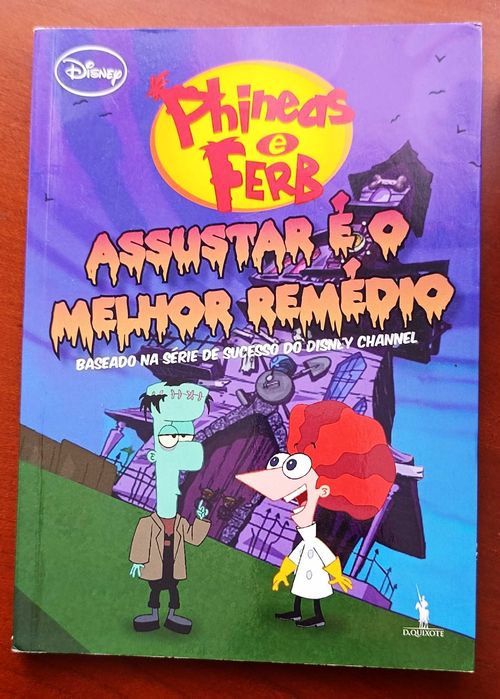 Disney
Phineas
e
Ferb
ASSUSTAR É O
MELHOR REMÉDIO
BASEADO NA SÉRIE DE SUCESSO DO DISNEY CHANNEL
D.QUIXOTE